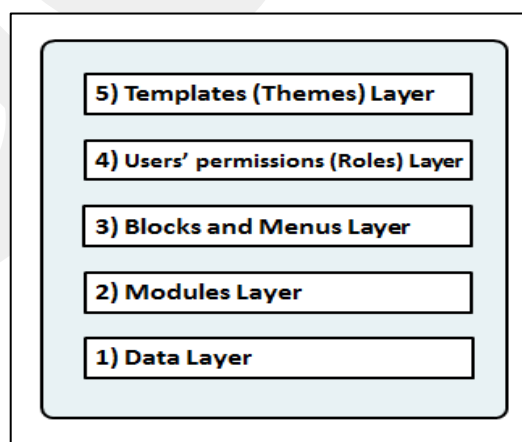 5) Templates (Themes) Layer
4) Users’ permissions (Roles) Layer
3) Blocks and Menus Layer
2) Modules Layer
1) Data Layer